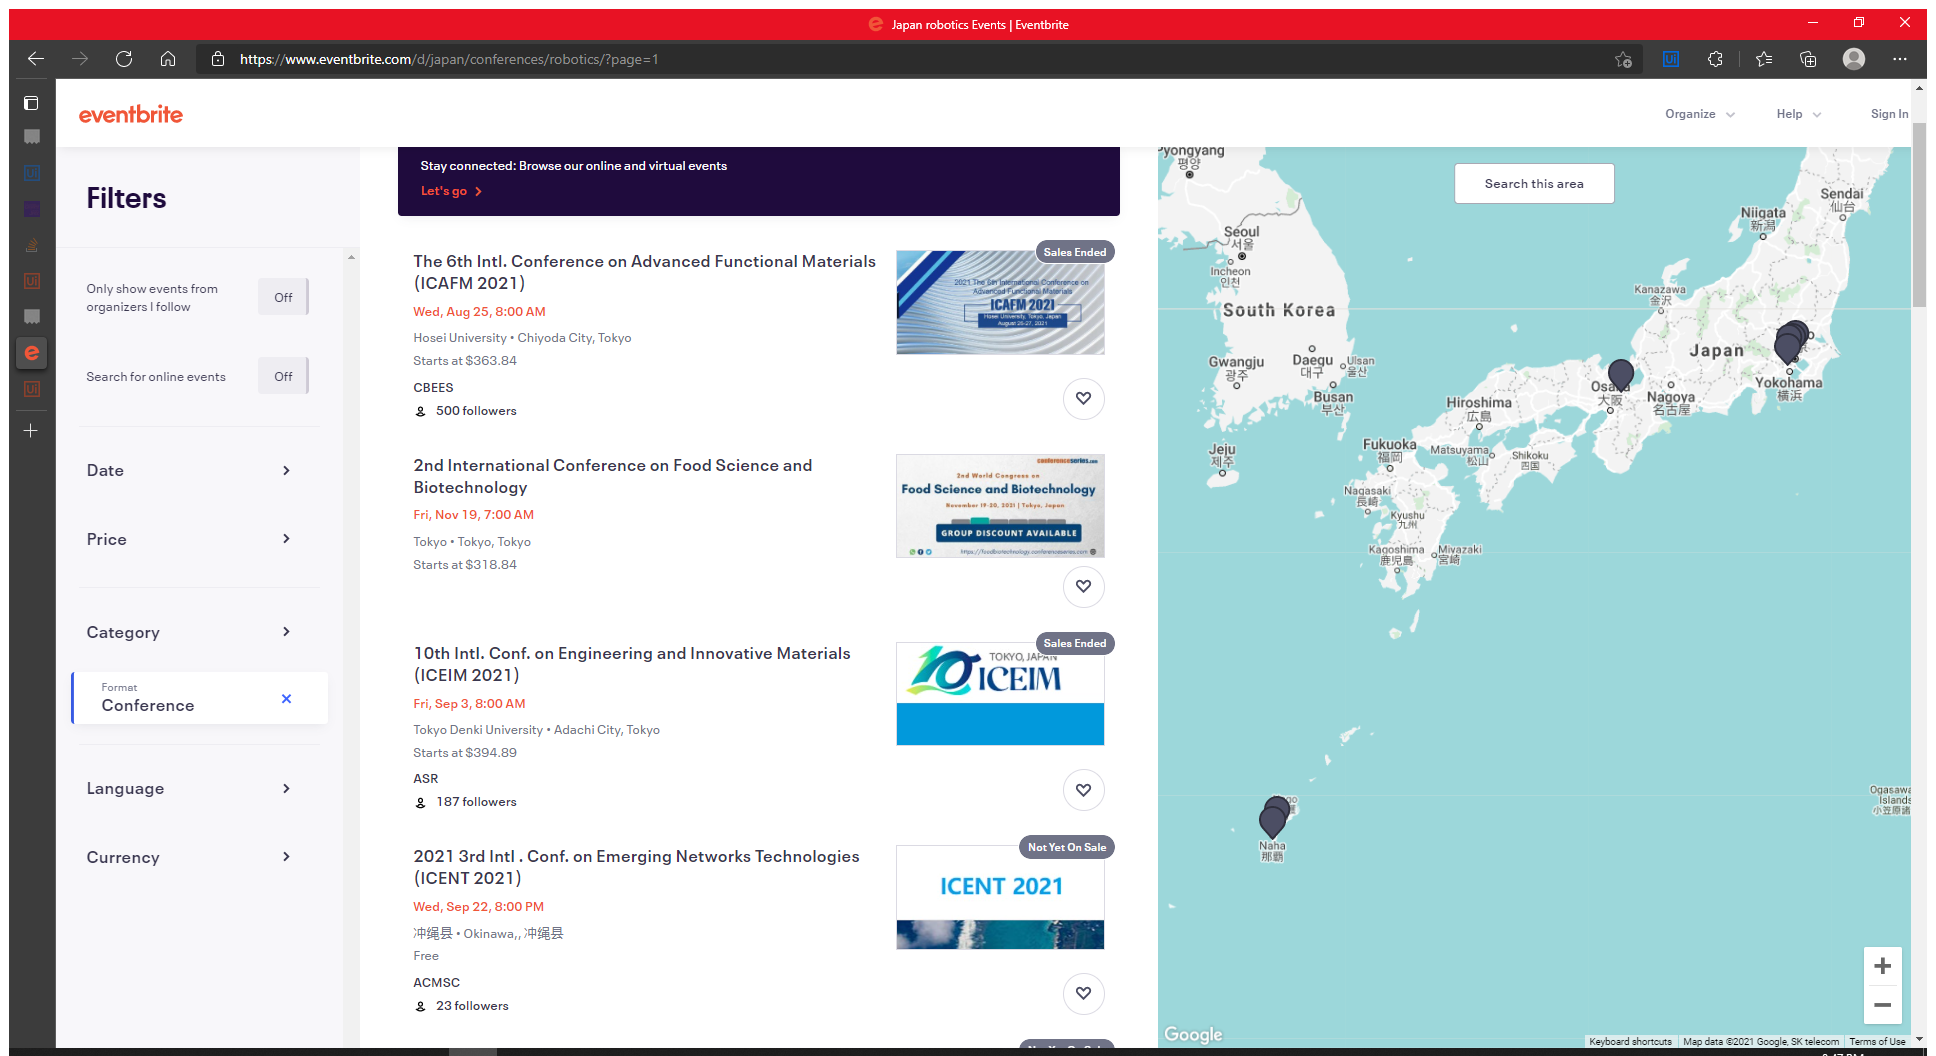 Japan robotics Events | Eventbrite
https://www.eventbrite.com/d/japan/conferences/robotics/?page=1
eventbrite
Organize
Help
Sign In
Filters
Only show events from
organizers I follow
Off
Search for online events
Off
Date
Price
Category
Format
Conference
Language
Currency
Stay connected: Browse our online and virtual events
Let's go
The 6th Intl. Conference on Advanced Functional Materials
(ICAFM 2021)
Wed, Aug 25, 8:00 AM
Hosei University • Chiyoda City, Tokyo
Starts at $363.84
CBEES
500 followers
Sales Ended
2021 The 6th International Conference on
Advanced Functional Materials
ICAFM 2021
Hosei University, Tokyo, Japan
August 25-27, 2021
2nd International Conference on Food Science and
Biotechnology
Fri, Nov 19, 7:00 AM
Tokyo • Tokyo, Tokyo
Starts at $318.84
conferenceseries.com
2nd World Congress on
Food Science and Biotechnology
November 19-20, 2021 | Tokyo, Japan
GROUP DISCOUNT AVAILABLE
https://foodbiotechnology.conferenceseries.com
10th Intl. Conf. on Engineering and Innovative Materials
(ICEIM 2021)
Fri, Sep 3, 8:00 AM
Tokyo Denki University • Adachi City, Tokyo
Starts at $394.89
ASR
187 followers
Sales Ended
TOKYO, JAPAN
10 ICEIM
2021 3rd Intl . Conf. on Emerging Networks Technologies
(ICENT 2021)
Wed, Sep 22, 8:00 PM
冲绳县 • Okinawa,, 冲绳县
Free
ACMSC
23 followers
Not Yet On Sale
ICENT 2021
Not Yet On Sale
Search this area
Pyongyang
평양
Seoul
서울
Incheon
인천
South Korea
Gwangju
광주
Daegu
대구
Ulsan
울산
Busan
부산
Jeju
제주
Sendai
仙台
Niigata
新潟
Kanazawa
金沢
Japan
Yokohama
横浜
Osaka
大阪
Nagoya
名古屋
Hiroshima
広島
Fukuoka
福岡
Matsuyama
松山
Shikoku
四国
Nagasaki
長崎
Kyushu
九州
Kagoshima
鹿児島
Miyazaki
宮崎
Naha
那覇
Ogasawa
Islands
小笠原諸
Google
Keyboard shortcuts
Map data ©2021 Google, SK telecom
Terms of Use